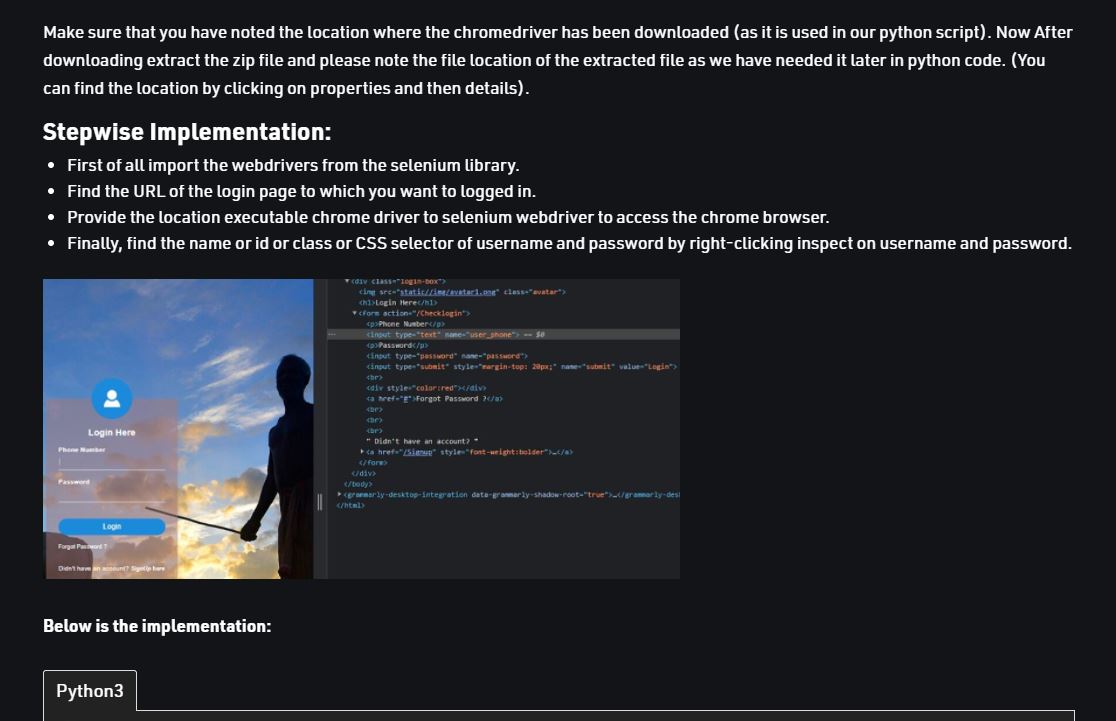 Make sure that you have noted the location where the chromedriver has been downloaded (as it is used in our python script). Now After
downloading extract the zip file and please note the file location of the extracted file as we have needed it later in python code. (You
can find the location by clicking on properties and then details).
Stepwise Implementation:
• First of all import the webdrivers from the selenium library.
• Find the URL of the login page to which you want to logged in.
• Provide the location executable chrome driver to selenium webdriver to access the chrome browser.
• Finally, find the name or id or class or CSS selector of username and password by right-clicking inspect on username and password.
Login Here
Phone Number
Password
Login
Forgot Password ?
Didn't have an account? SignUp here
▼<div class="login-box">
<img src="static//img/avatar1.png" class="avatar">
<h1>Login Here</h1>
▼<form action="/Checklogin">
<p>Phone Number</p>
··· <input type="text" name="user_phone"> == $0
<p>Password</p>
<input type="password" name="password">
<input type="submit" style="margin-top: 20px;" name="submit" value="Login">
<br>
<div style="color:red"></div>
<a href="#">Forgot Password ?</a>
<br>
<br>
<br>
" Didn't have an account? "
▶<a href="/Signup" style="font-weight:bolder">…</a>
</form>
</div>
</body>
▶<grammarly-desktop-integration data-grammarly-shadow-root="true">…</grammarly-des
</html>
Below is the implementation:
Python3